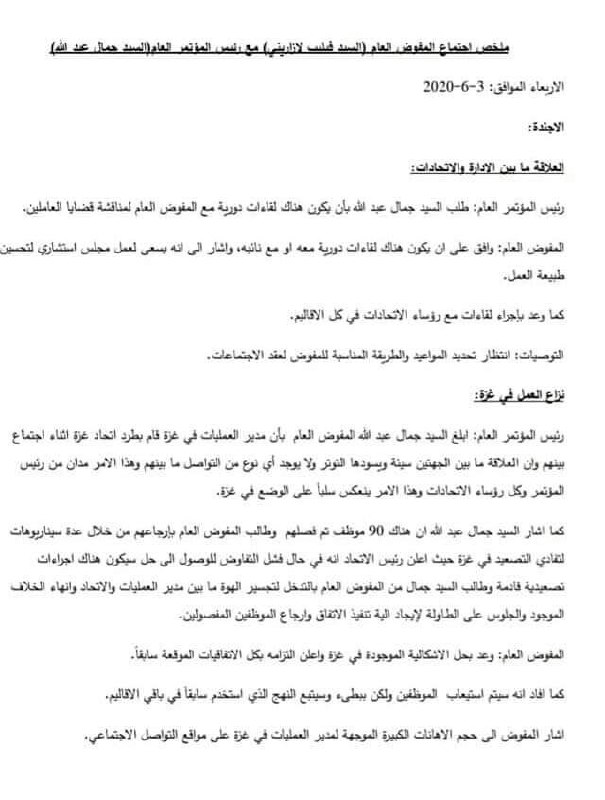 ملخص اجتماع المفوض العام (السيد فيليب لازاريني) مع رئيس المؤتمر العام(السيد جمال عبد الله)
الاربعاء الموافق: 3-6-2020
الاجندة:
العلاقة ما بين الادارة والاتحادات:
رئيس المؤتمر العام: طلب السيد جمال عبد الله بأن يكون هناك لقاءات دورية مع المفوض العام لمناقشة قضايا العاملين.
المفوض العام: وافق على ان يكون هناك لقاءات دورية معه او مع نائبه، واشار الى انه يسعى لعمل مجلس استشاري لتحسين
طبيعة العمل.
كما وعد بإجراء لقاءات مع رؤساء الاتحادات في كل الاقاليم.
التوصيات: انتظار تحديد المواعيد والطريقة المناسبة للمفوض لعقد الاجتماعات.
نزاع العمل في غزة:
رئيس المؤتمر العام: ابلغ السيد جمال عبد الله المفوض العام بأن مدير العمليات في غزة قام بطرد اتحاد غزة اثناء اجتماع
بينهم وان العلاقة ما بين الجهتين سيئة ويسودها التوتر ولا يوجد أي نوع من التواصل ما بينهم وهذا الامر مدان من رئيس
المؤتمر وكل رؤساء الاتحادات وهذا الامر ينعكس سلباً على الوضع في غزة.
كما اشار السيد جمال عبد الله ان هناك 90 موظف تم فصلهم وطالب المفوض العام بإرجاعهم من خلال عدة سيناريوهات
لتفادي التصعيد في غزة حيث اعلن رئيس الاتحاد انه في حال فشل التفاوض للوصول الى حل سيكون هناك اجراءات
تصعيدية قادمة وطالب السيد جمال من المفوض العام بالتدخل لتجسير الهوة ما بين مدير العمليات والاتحاد وانهاء الخلاف
الموجود والجلوس على الطاولة لإيجاد الية تنفيذ الاتفاق وارجاع الموظفين المفصولين.
المفوض العام: وعد بحل الاشكالية الموجودة في غزة واعلن التزامه بكل الاتفاقيات الموقعة سابقاً.
كما افاد انه سيتم استيعاب الموظفين ولكن ببطىء وسيتبع النهج الذي استخدم سابقاً في باقي الاقاليم.
اشار المفوض الى حجم الاهانات الكبيرة الموجهة لمدير العمليات في غزة على مواقع التواصل الاجتماعي.